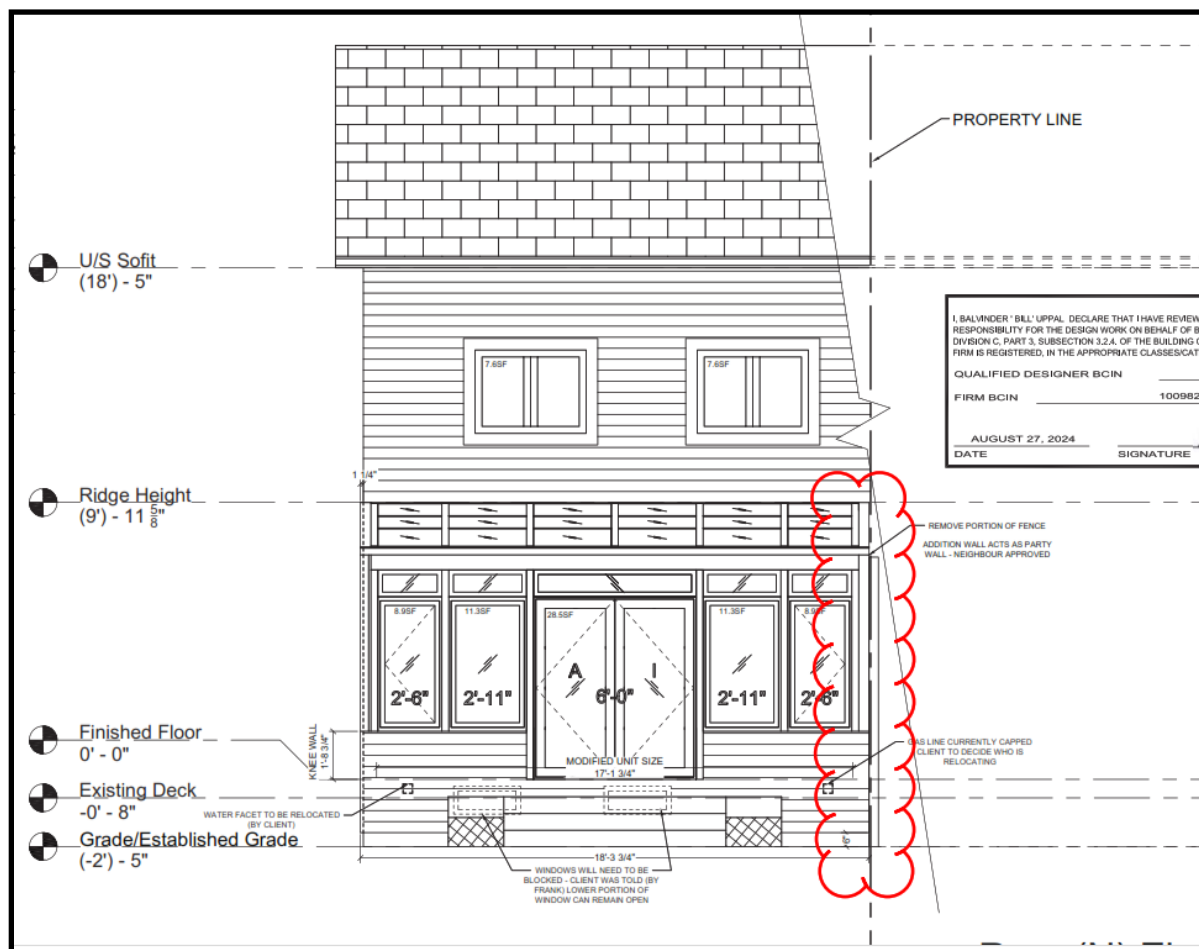 PROPERTY LINE
U/S Sofit
(18') - 5"
I, BALVINDER ' BILL' UPPAL DECLARE THAT I HAVE REVIEW
RESPONSIBILITY FOR THE DESIGN WORK ON BEHALF OF B
DIVISION C, PART 3, SUBSECTION 3.2.4. OF THE BUILDING
FIRM IS REGISTERED, IN THE APPROPRIATE CLASSES/CAT
QUALIFIED DESIGNER BCIN
FIRM BCIN 100982
AUGUST 27, 2024
DATE SIGNATURE
7.6SF 7.6SF
1 1/4"
Ridge Height
(9') - 11 5/8"
REMOVE PORTION OF FENCE
ADDITION WALL ACTS AS PARTY
WALL - NEIGHBOUR APPROVED
8.9SF 11.3SF 28.5SF 11.3SF
A I
2'-6" 2'-11" 6'-0" 2'-11" 2'-6"
Finished Floor
0' - 0"
KNEE WALL
1'-8 3/4"
GAS LINE CURRENTLY CAPPED
CLIENT TO DECIDE WHO IS
RELOCATING
MODIFIED UNIT SIZE
17'-1 3/4"
Existing Deck
-0' - 8"
WATER FACET TO BE RELOCATED
(BY CLIENT)
Grade/Established Grade
(-2') - 5"
6"
18'-3 3/4"
WINDOWS WILL NEED TO BE
BLOCKED - CLIENT WAS TOLD (BY
FRANK) LOWER PORTION OF
WINDOW CAN REMAIN OPEN